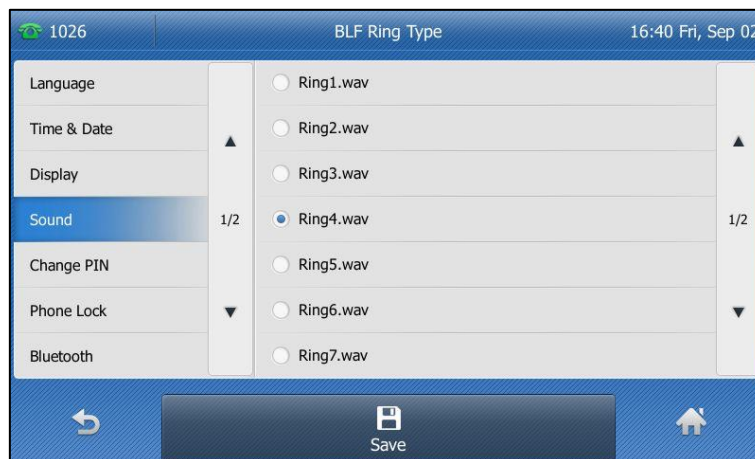 1026 BLF Ring Type 16:40 Fri, Sep 02
Language
Time & Date
Display
Sound
Change PIN
Phone Lock
Bluetooth
1/2
Ring1.wav
Ring2.wav
Ring3.wav
Ring4.wav
Ring5.wav
Ring6.wav
Ring7.wav
1/2
Save